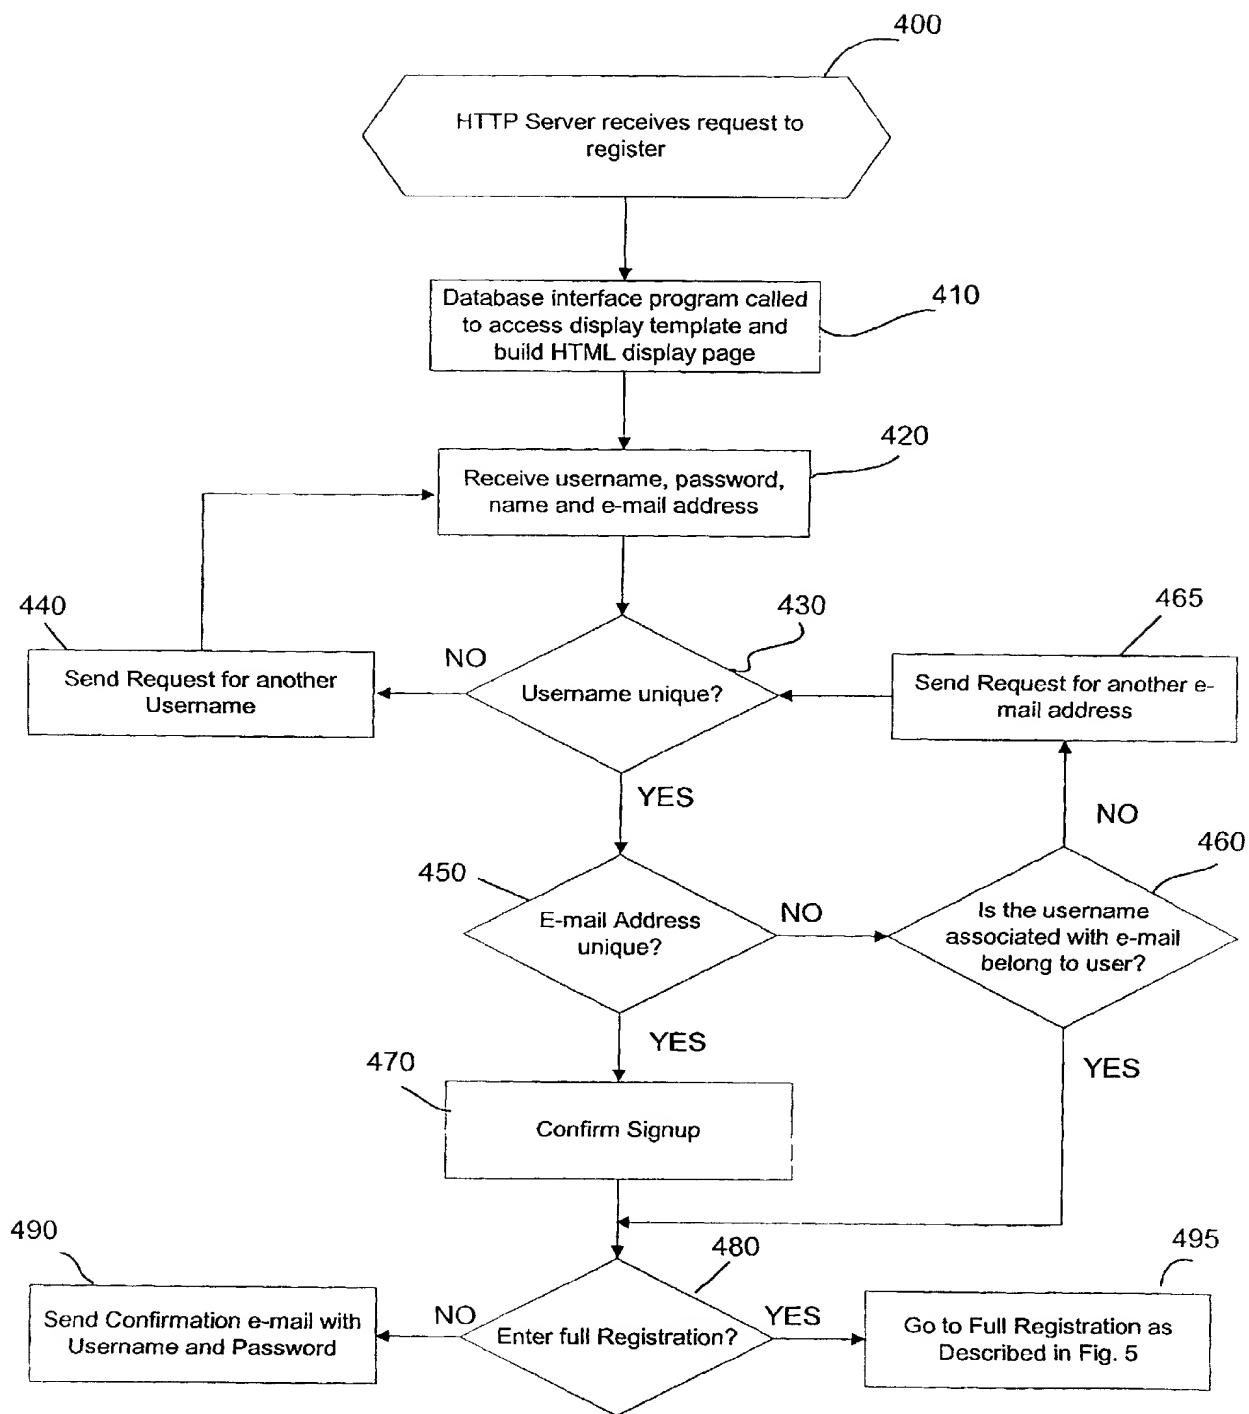 400
HTTP Server receives request to
register
410
Database interface program called
to access display template and
build HTML display page
420
Receive username, password,
name and e-mail address
440
Send Request for another
Username
NO
430
Username unique?
465
Send Request for another e-
mail address
YES
NO
450
E-mail Address
unique?
NO
460
Is the username
associated with e-mail
belong to user?
YES
YES
470
Confirm Signup
490
Send Confirmation e-mail with
Username and Password
NO
480
Enter full Registration?
YES
495
Go to Full Registration as
Described in Fig. 5